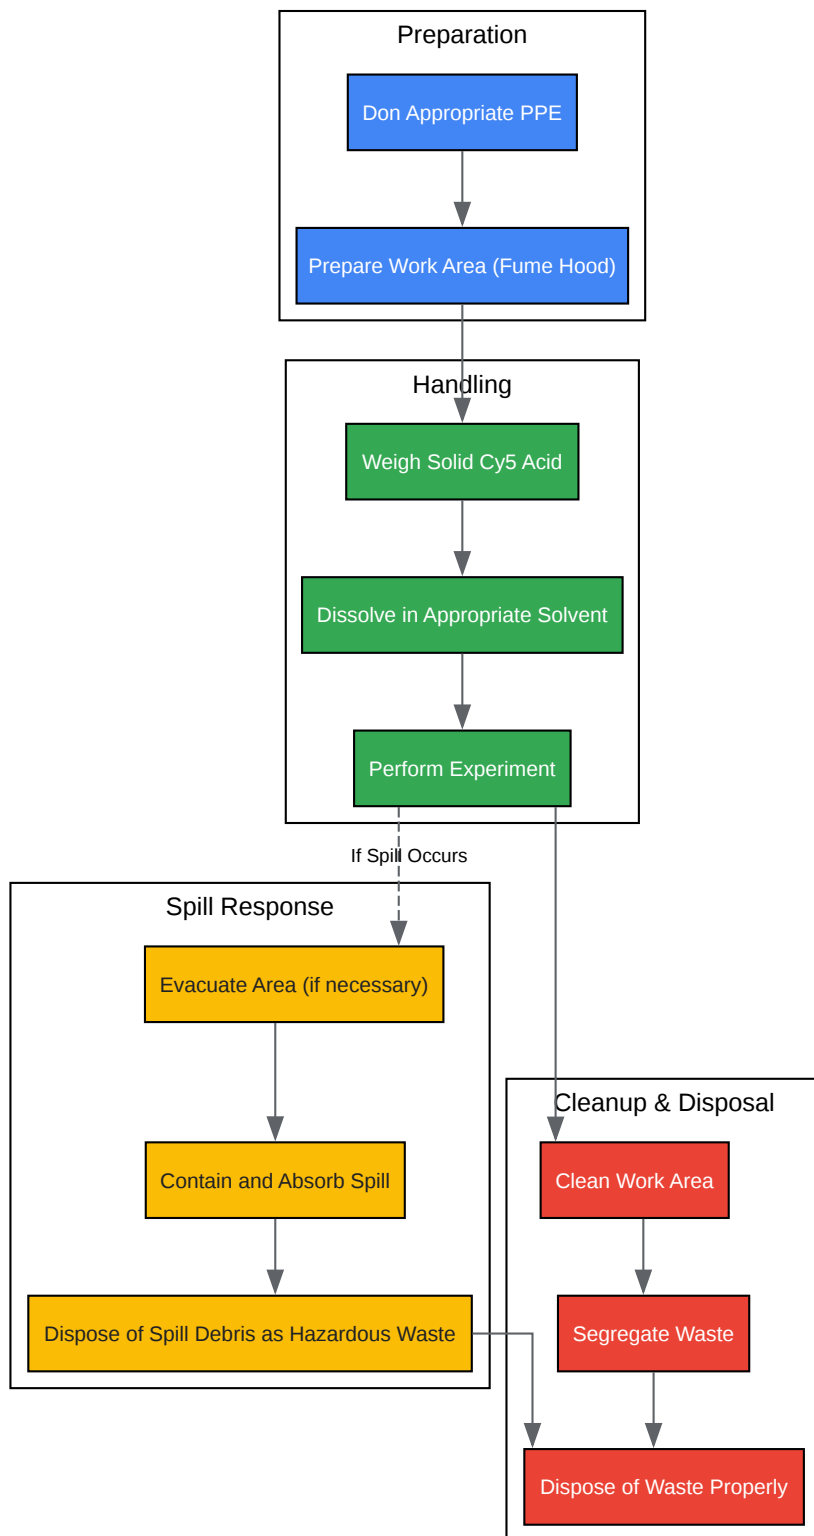 Preparation
Don Appropriate PPE
Prepare Work Area (Fume Hood)
Handling
Weigh Solid Cy5 Acid
Dissolve in Appropriate Solvent
Perform Experiment
If Spill Occurs
Spill Response
Evacuate Area (if necessary)
Contain and Absorb Spill
Dispose of Spill Debris as Hazardous Waste
Cleanup & Disposal
Clean Work Area
Segregate Waste
Dispose of Waste Properly